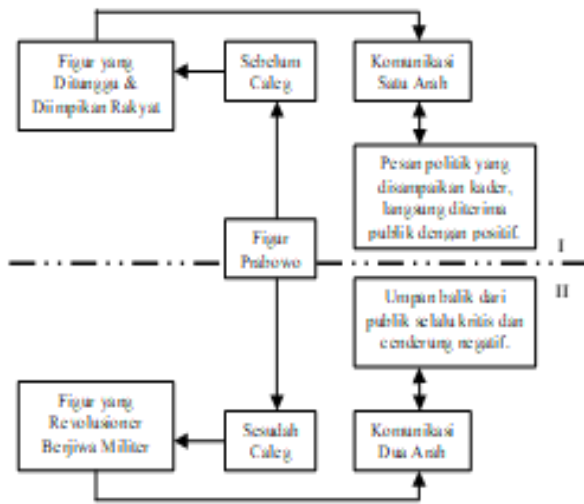 Figur yang
Ditunggu &
Diimpikan Rakyat
Sebelum
Caleg
Komunikasi
Satu Arah
Pesan politik yang
disampaikan kader,
langsung diterima
publik dengan positif.
Figur
Prabowo
I
II
Umpan balik dari
publik selalu kritis dan
cenderung negatif.
Figur yang
Revolusioner
Berjiwa Militer
Sesudah
Caleg
Komunikasi
Dua Arah